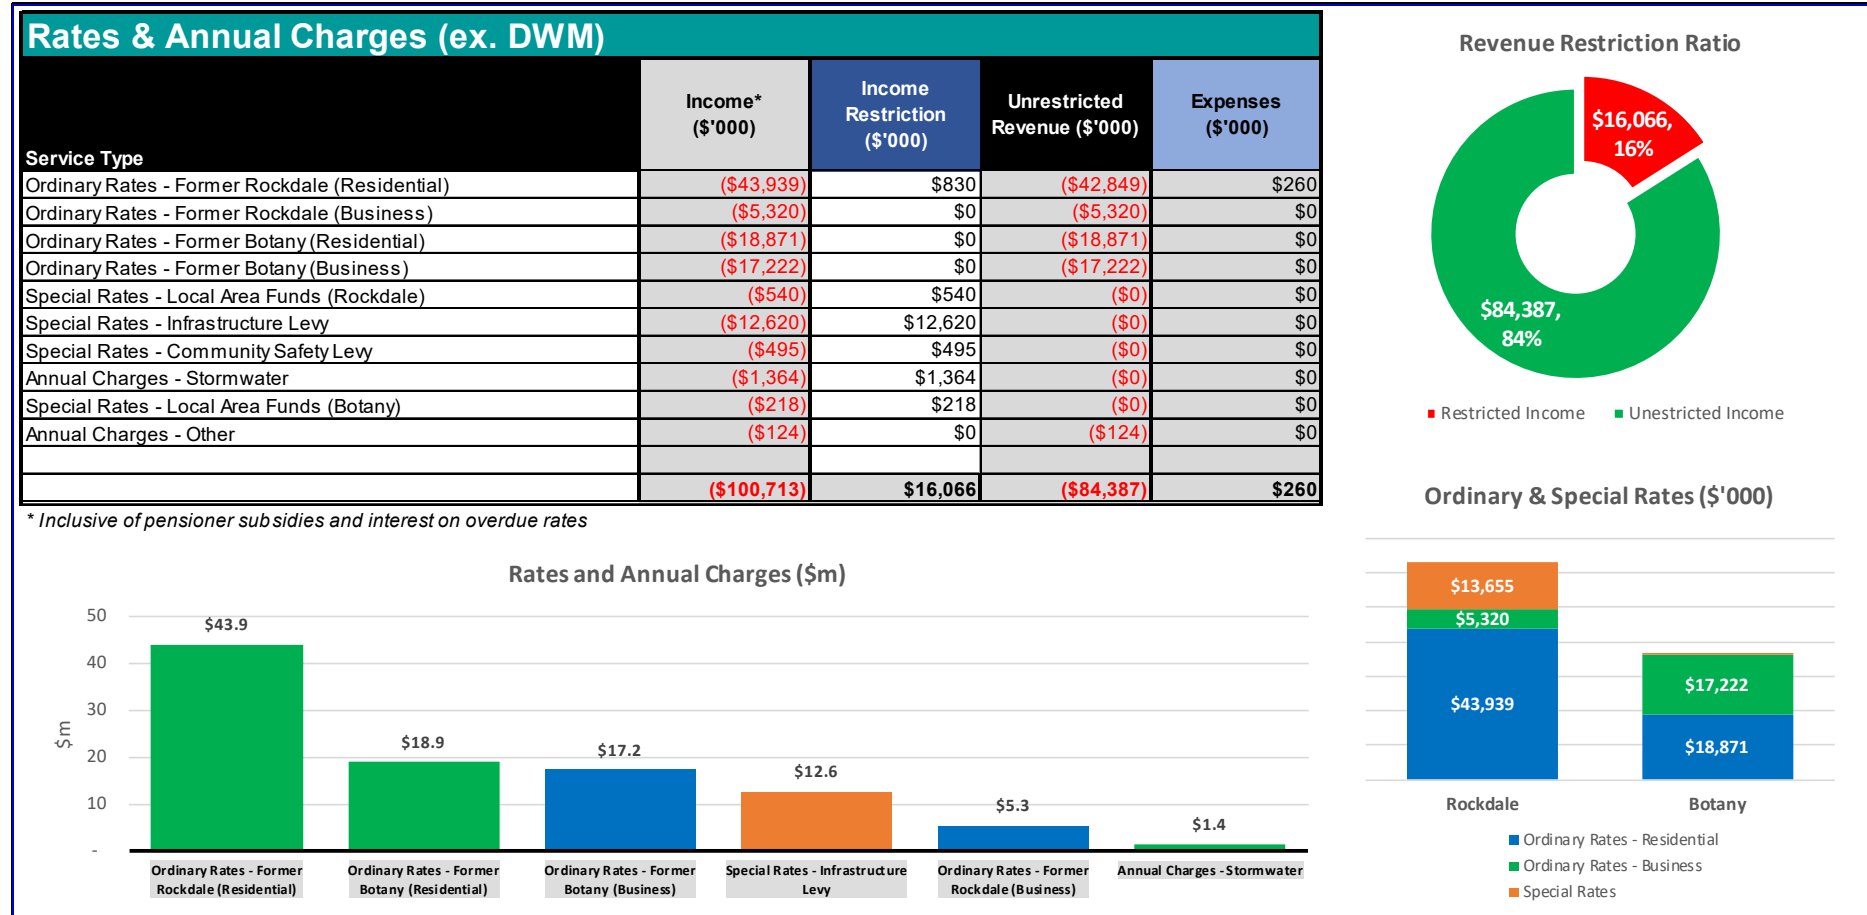 Rates & Annual Charges (ex. DWM)
Service Type Income* ($'000) Income Restriction ($'000) Unrestricted Revenue ($'000) Expenses ($'000)
Ordinary Rates - Former Rockdale (Residential) ($43,939) $830 ($42,849) $260
Ordinary Rates - Former Rockdale (Business) ($5,320) $0 ($5,320) $0
Ordinary Rates - Former Botany (Residential) ($18,871) $0 ($18,871) $0
Ordinary Rates - Former Botany (Business) ($17,222) $0 ($17,222) $0
Special Rates - Local Area Funds (Rockdale) ($540) $540 ($0) $0
Special Rates - Infrastructure Levy ($12,620) $12,620 ($0) $0
Special Rates - Community Safety Levy ($495) $495 ($0) $0
Annual Charges - Stormwater ($1,364) $1,364 ($0) $0
Special Rates - Local Area Funds (Botany) ($218) $218 ($0) $0
Annual Charges - Other ($124) $0 ($124) $0
($100,713) $16,066 ($84,387) $260
* Inclusive of pensioner subsidies and interest on overdue rates
Revenue Restriction Ratio
$16,066,
16%
$84,387,
84%
Restricted Income Unestricted Income
Rates and Annual Charges ($m)
$m
50
40
30
20
10
-
$43.9
$18.9
$17.2
$12.6
$5.3
$1.4
Ordinary Rates - Former
Rockdale (Residential)
Ordinary Rates - Former
Botany (Residential)
Ordinary Rates - Former
Botany (Business)
Special Rates - Infrastructure
Levy
Ordinary Rates - Former
Rockdale (Business)
Annual Charges - Stormwater
Ordinary & Special Rates ($'000)
$13,655
$5,320
$43,939
$17,222
$18,871
Rockdale Botany
Ordinary Rates - Residential
Ordinary Rates - Business
Special Rates